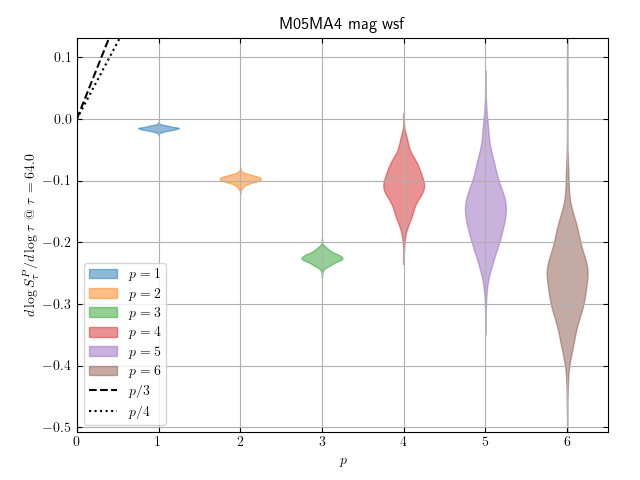 M05MA4 mag wsf
d log S_τ^P / d log τ @ τ = 64.0
0.1
0.0
−0.1
−0.2
−0.3
−0.4
−0.5
p = 1
p = 2
p = 3
p = 4
p = 5
p = 6
p/3
p/4
0 1 2 3 4 5 6
p